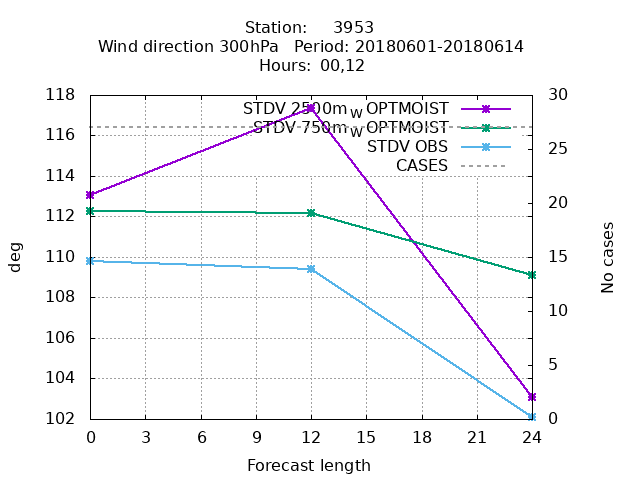 Station: 3953
Wind direction 300hPa Period: 20180601-20180614
Hours: 00,12
118
116
114
112
110
108
106
104
102
30
25
20
15
10
5
0
deg
No cases
STDV 2500m_W OPTMOIST
STDV 750m_W OPTMOIST
STDV OBS
CASES
0 3 6 9 12 15 18 21 24
Forecast length